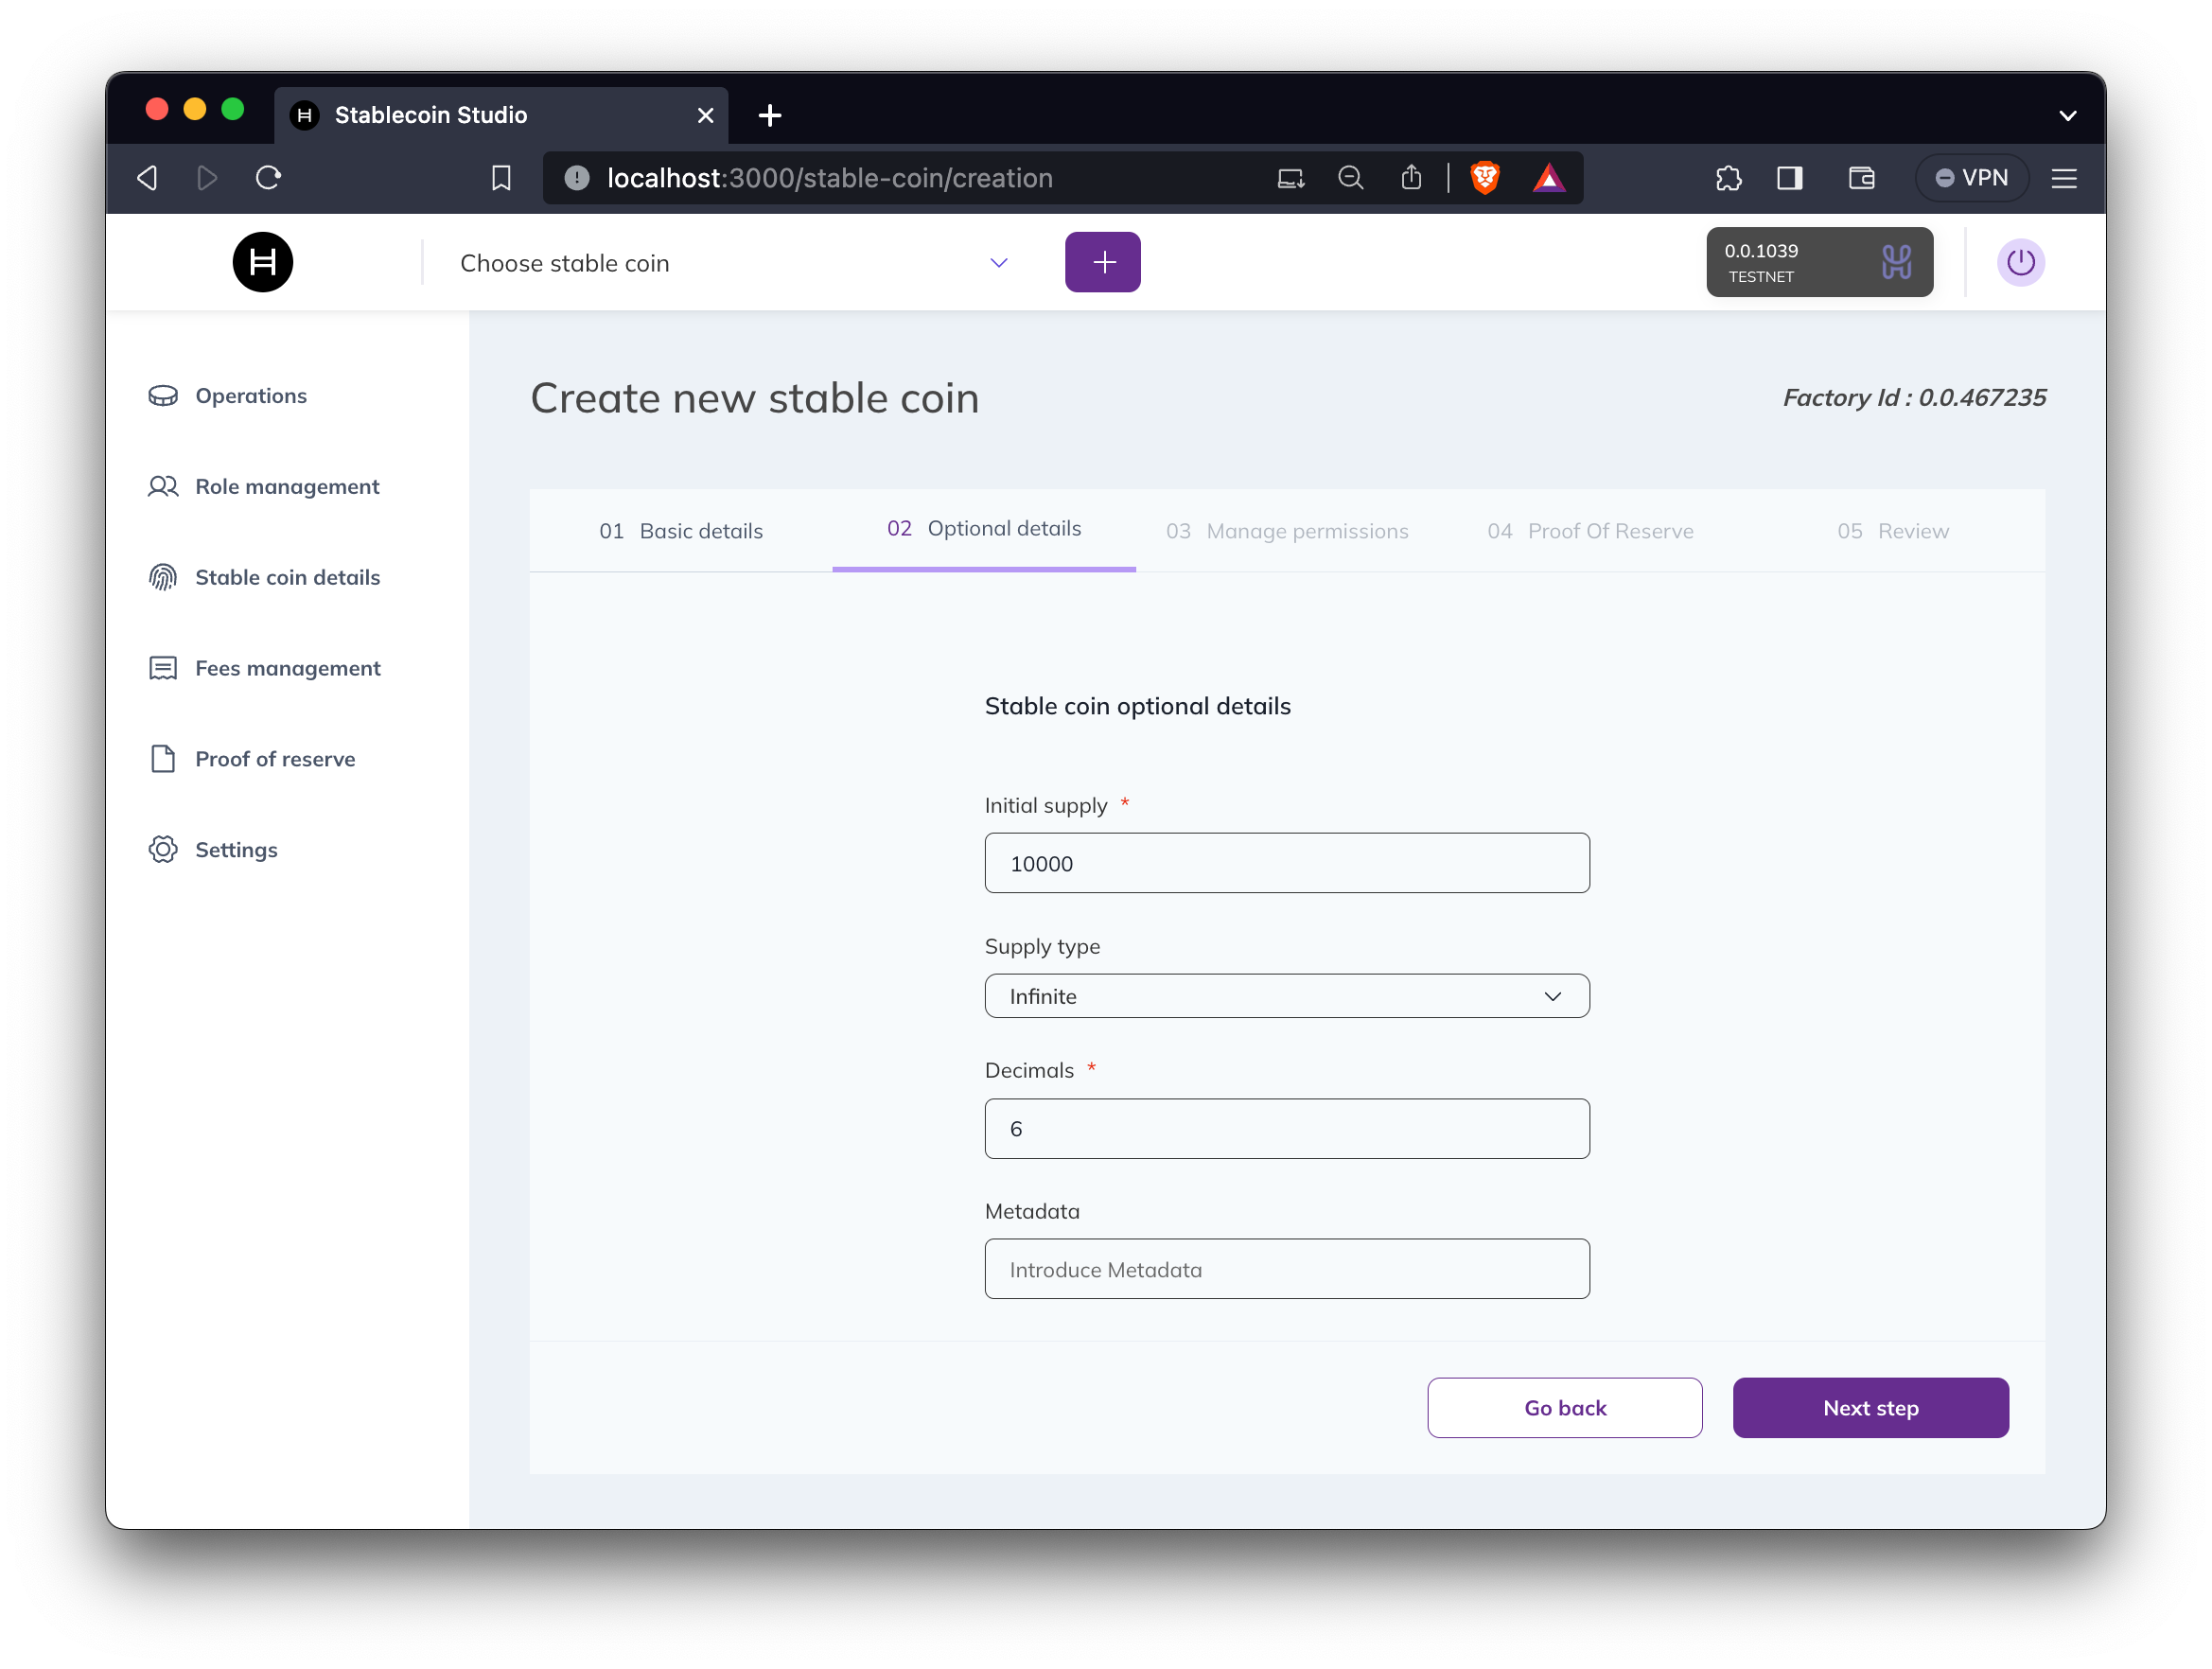 Stablecoin Studio
localhost:3000/stable-coin/creation
VPN
Choose stable coin
0.0.1039
TESTNET
Operations
Role management
Stable coin details
Fees management
Proof of reserve
Settings
Create new stable coin
Factory Id : 0.0.467235
01 Basic details
02 Optional details
03 Manage permissions
04 Proof Of Reserve
05 Review
Stable coin optional details
Initial supply *
10000
Supply type
Infinite
Decimals *
6
Metadata
Introduce Metadata
Go back
Next step